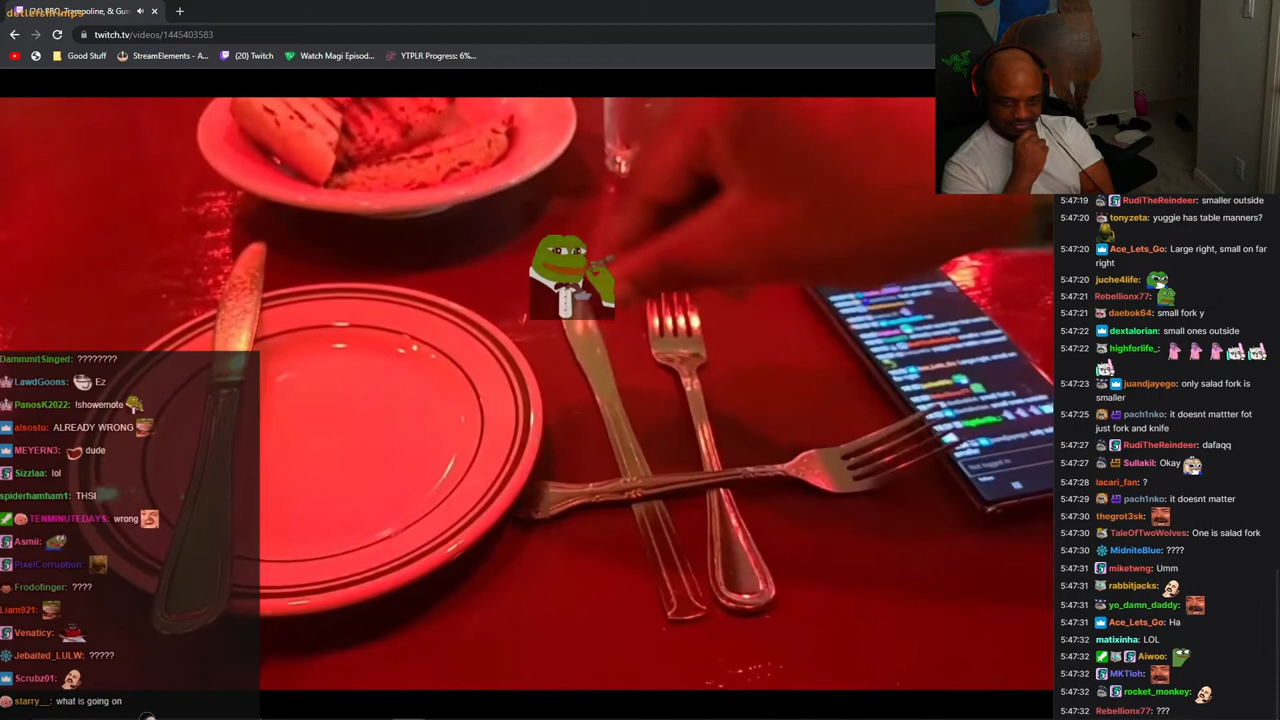 detlefshrimps
(24) BBQ, Trampoline, & Gu
twitch.tv/videos/1445403583
Good Stuff
StreamElements - A...
(20) Twitch
Watch Magi Episod...
YTPLR Progress: 6%...
DammmitSinged: ????????
LawdGoons: Ez
PanosK2022: !showemote
alsostu: ALREADY WRONG
MEYERN3: dude
Sizzlaa: lol
spiderhamham1: THSI
TENMINUTEDAYS: wrong
Asmii:
PixelCorruption:
Frodofinger: ????
Liam921:
Venaticy:
Jebaited_LULW: ?????
Scrubz01:
starry__: what is going on
5:47:19 RudiTheReindeer: smaller outside
5:47:20 tonyzeta: yuggie has table manners?
5:47:20 Ace_Lets_Go: Large right, small on far
right
5:47:20 juche4life:
5:47:21 Rebellionx77:
5:47:21 daebok64: small fork y
5:47:22 dextalorian: small ones outside
5:47:22 highforlife_:
5:47:23 juandjayego: only salad fork is
smaller
5:47:25 pach1nko: it doesnt mattter fot
just fork and knife
5:47:27 RudiTheReindeer: dafaqq
5:47:27 Sullakil: Okay
5:47:28 lacari_fan: ?
5:47:29 pach1nko: it doesnt matter
5:47:30 thegrot3sk:
5:47:30 TaleOfTwoWolves: One is salad fork
5:47:30 MidniteBlue: ????
5:47:31 miketwng: Umm
5:47:31 rabbitjacks:
5:47:31 yo_damn_daddy:
5:47:31 Ace_Lets_Go: Ha
5:47:32 matixinha: LOL
5:47:32 Aiwoo:
5:47:32 MKTloh:
5:47:32 rocket_monkey:
5:47:32 Rebellionx77: ???